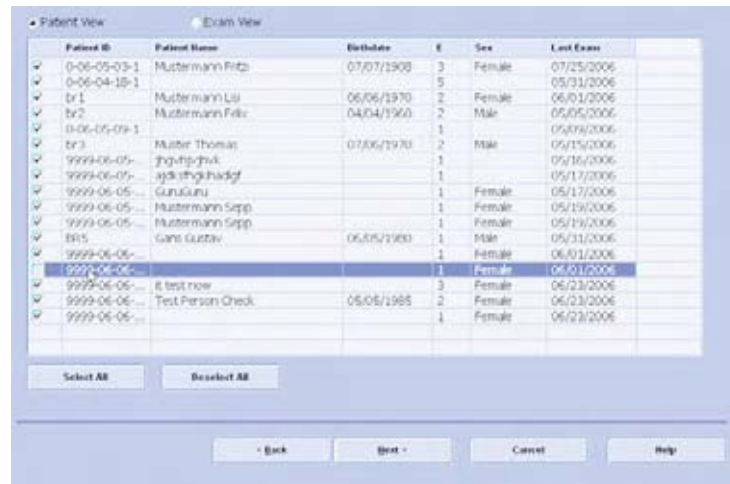 Patient View Exam View
Patient ID Patient Name Birthdate E Sex Last Exam
0-06-05-03-1 Mustermann Fritz 07/07/1908 3 Female 07/25/2006
0-06-04-18-1 5 05/31/2006
br1 Mustermann Lisi 06/06/1970 2 Female 06/01/2006
br2 Mustermann Felix 04/04/1960 2 Male 05/05/2006
0-06-05-09-1 1 05/09/2006
br3 Muster Thomas 07/06/1970 2 Male 05/15/2006
9999-06-05-... 1 05/16/2006
9999-06-05-... 1 05/17/2006
9999-06-05-... GuruGuru 1 Female 05/17/2006
9999-06-05-... Mustermann Sepp 1 Female 05/19/2006
9999-06-05-... Mustermann Sepp 1 Female 05/19/2006
BR5 Gans Gustav 06/05/1980 1 Male 05/31/2006
9999-06-06-... 1 Female 06/01/2006
9999-06-06-... 1 Female 06/01/2006
9999-06-06-... it test now 3 Female 06/23/2006
9999-06-06-... Test Person Check 05/05/1985 2 Female 06/23/2006
9999-06-06-... 1 Female 06/23/2006
Select All Deselect All
Back Next Cancel Help